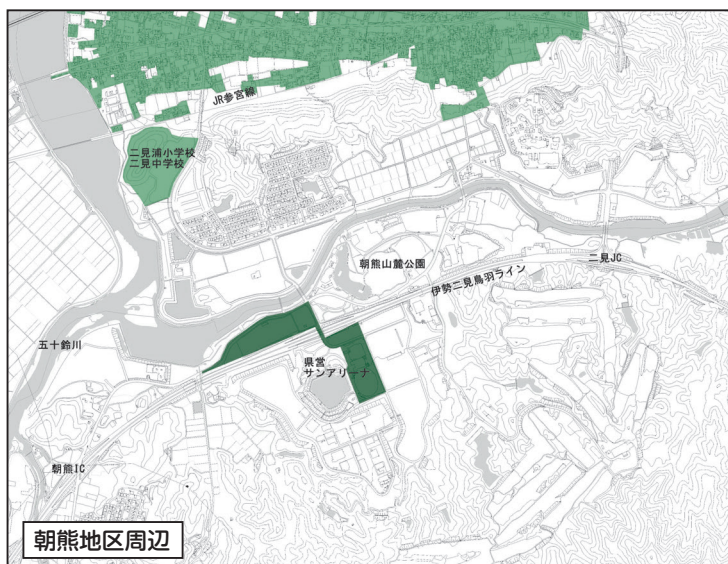 JR参宮線
二見浦小学校
二見中学校
朝熊山麓公園
二見JC
伊勢二見鳥羽ライン
五十鈴川
県営
サンアリーナ
朝熊IC
朝熊地区周辺